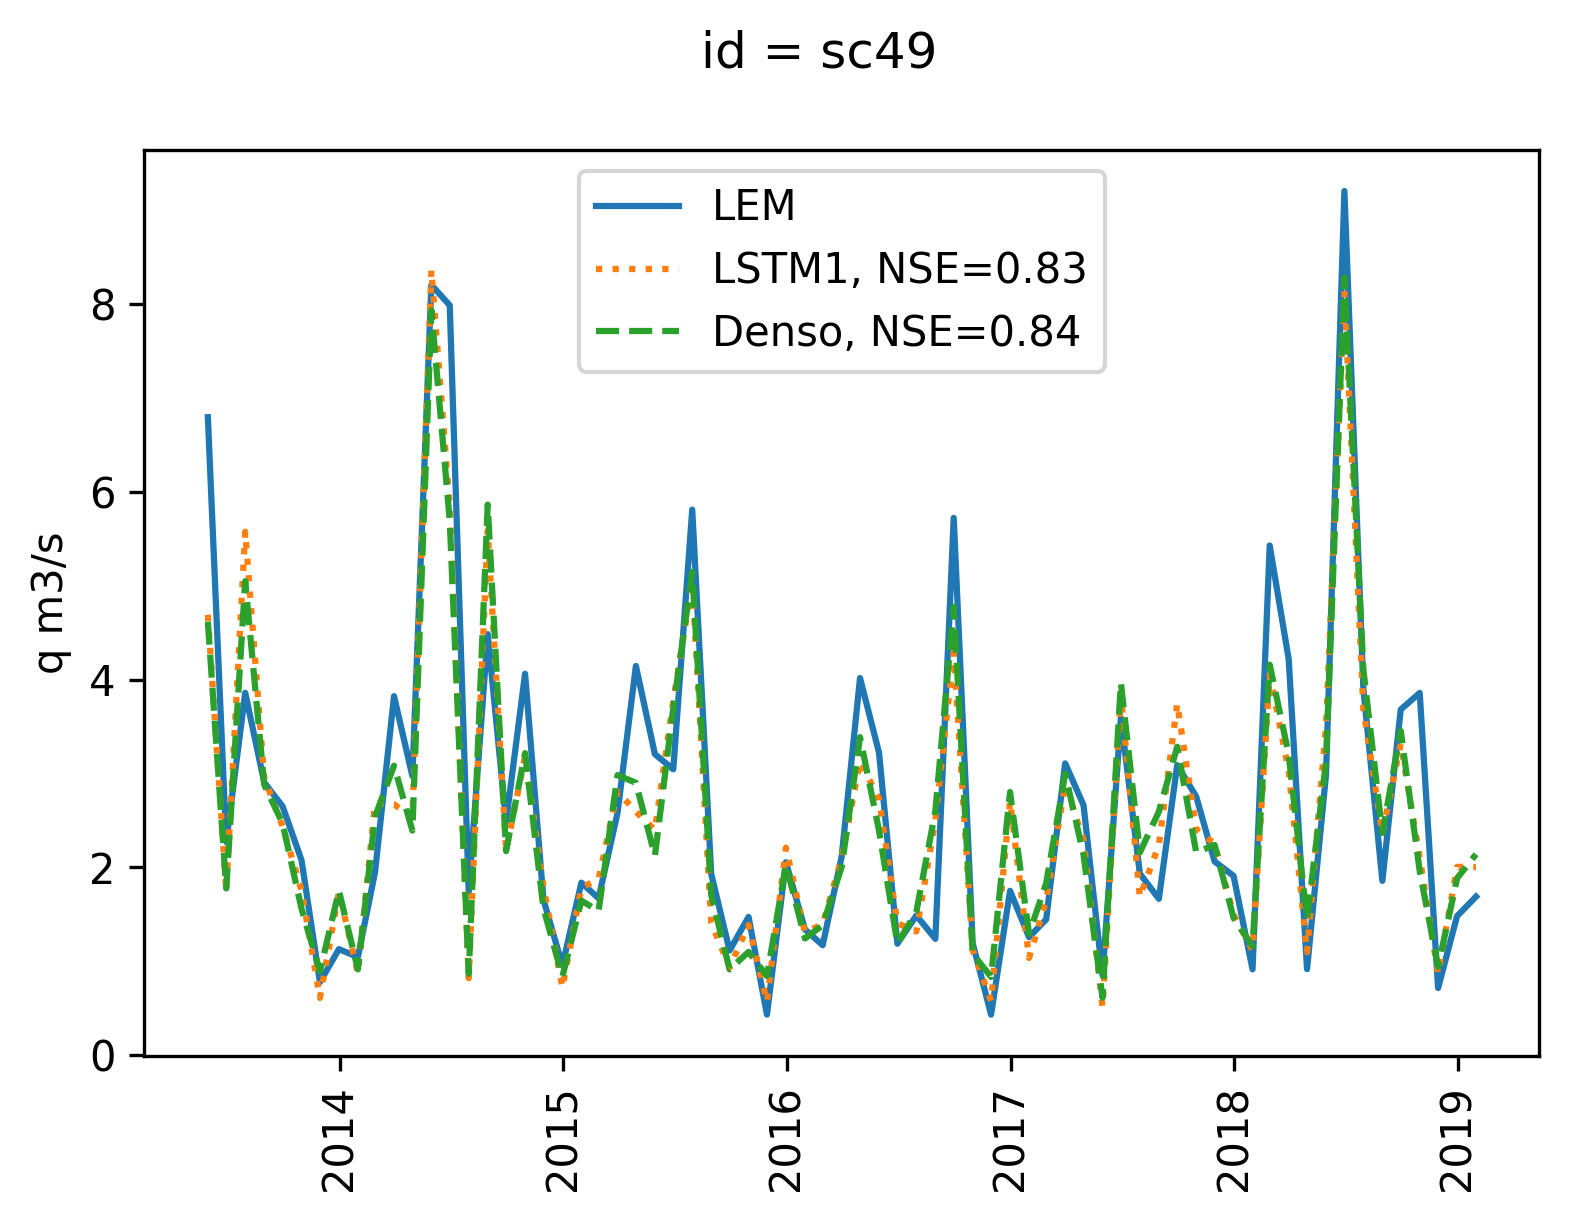 id = sc49
LEM
LSTM1, NSE=0.83
Denso, NSE=0.84
q m3/s
8
6
4
2
0
2014
2015
2016
2017
2018
2019